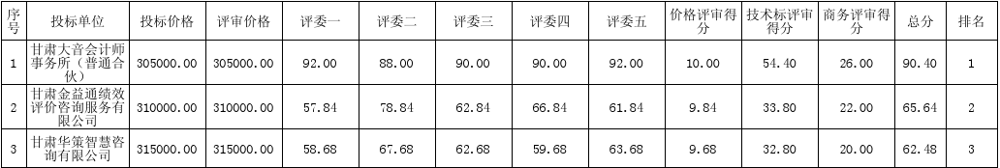 序号 投标单位 投标价格 评审价格 评委一 评委二 评委三 评委四 评委五 价格评审得分 技术标评审得分 商务评审得分 总分 排名
1 甘肃大音会计师事务所（普通合伙） 305000.00 305000.00 92.00 88.00 90.00 90.00 92.00 10.00 54.40 26.00 90.40 1
2 甘肃金益通绩效评价咨询服务有限公司 310000.00 310000.00 57.84 78.84 62.84 66.84 61.84 9.84 33.80 22.00 65.64 2
3 甘肃华策智慧咨询有限公司 315000.00 315000.00 58.68 67.68 62.68 59.68 63.68 9.68 32.80 20.00 62.48 3